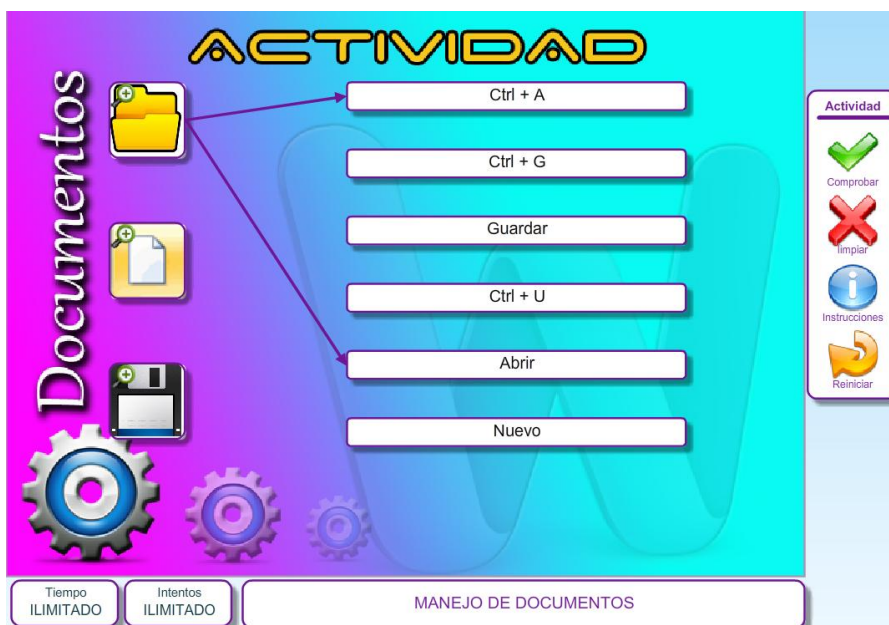 ACTIVIDAD
Documentos
Ctrl + A
Ctrl + G
Guardar
Ctrl + U
Abrir
Nuevo
Actividad
Comprobar
limpiar
Instrucciones
Reiniciar
Tiempo
ILIMITADO
Intentos
ILIMITADO
MANEJO DE DOCUMENTOS